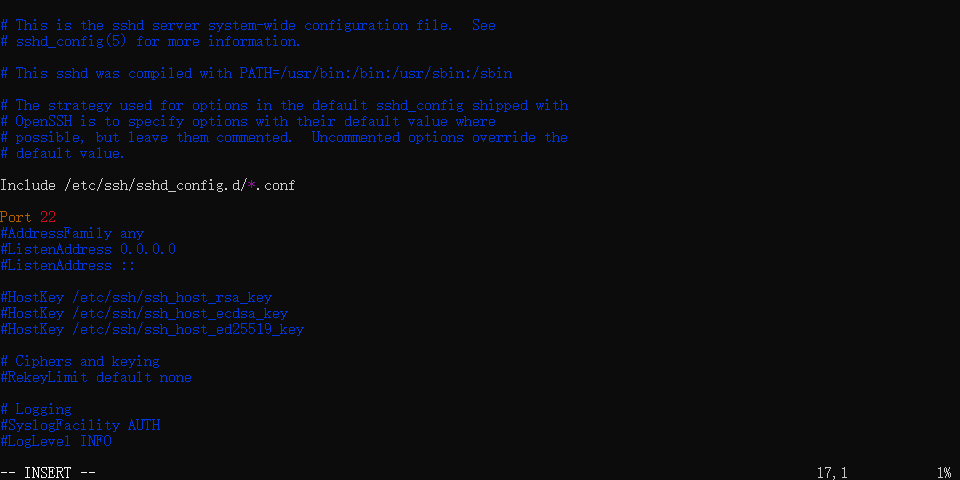 # This is the sshd server system-wide configuration file.  See
# sshd_config(5) for more information.
# This sshd was compiled with PATH=/usr/bin:/bin:/usr/sbin:/sbin
# The strategy used for options in the default sshd_config shipped with
# OpenSSH is to specify options with their default value where
# possible, but leave them commented.  Uncommented options override the
# default value.
Include /etc/ssh/sshd_config.d/*.conf
Port 22
#AddressFamily any
#ListenAddress 0.0.0.0
#ListenAddress ::
#HostKey /etc/ssh/ssh_host_rsa_key
#HostKey /etc/ssh/ssh_host_ecdsa_key
#HostKey /etc/ssh/ssh_host_ed25519_key
# Ciphers and keying
#RekeyLimit default none
# Logging
#SyslogFacility AUTH
#LogLevel INFO
-- INSERT -- 17,1 1%